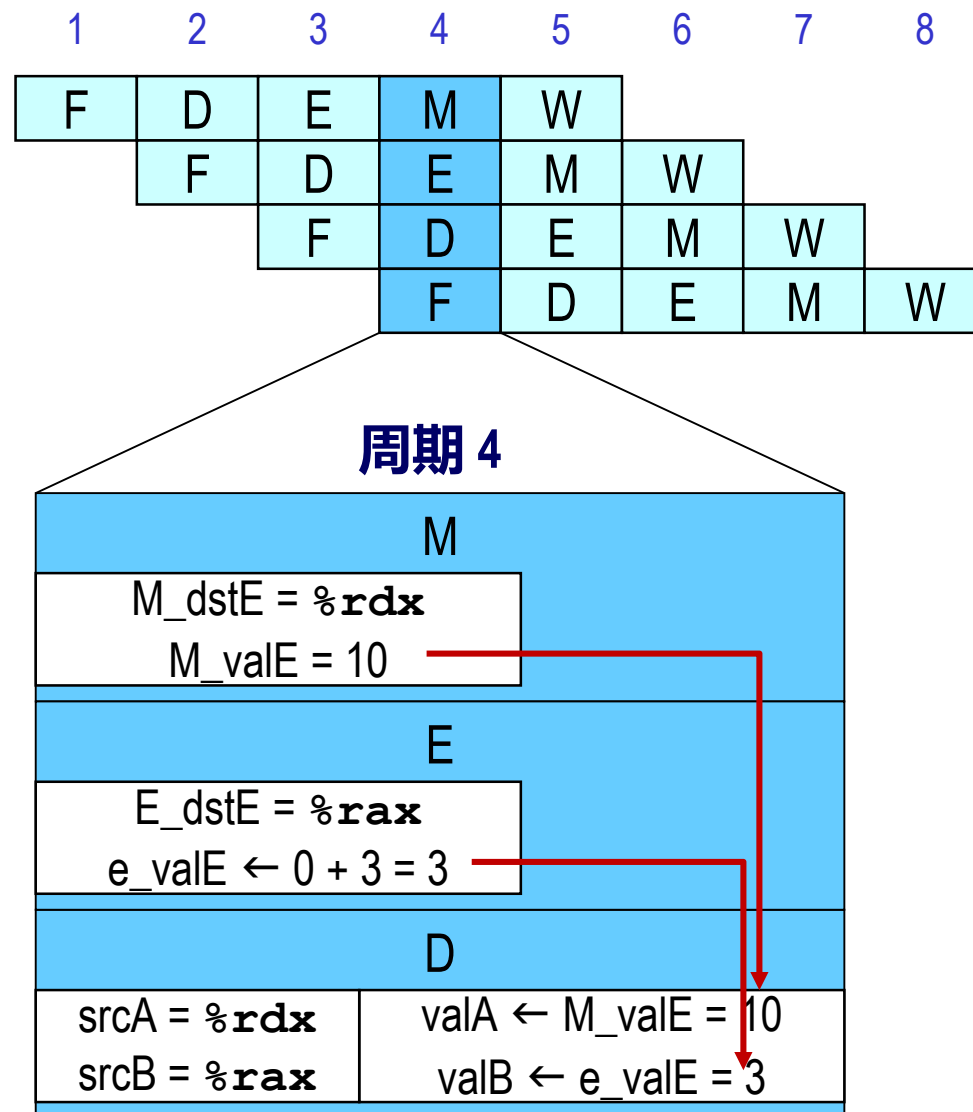 1 2 3 4 5 6 7 8
F D E M W
F D E M W
F D E M W
F D E M W
周期 4
M
M_dstE = %rdx
M_valE = 10
E
E_dstE = %rax
e_valE ← 0 + 3 = 3
D
srcA = %rdx valA ← M_valE = 10
srcB = %rax valB ← e_valE = 3